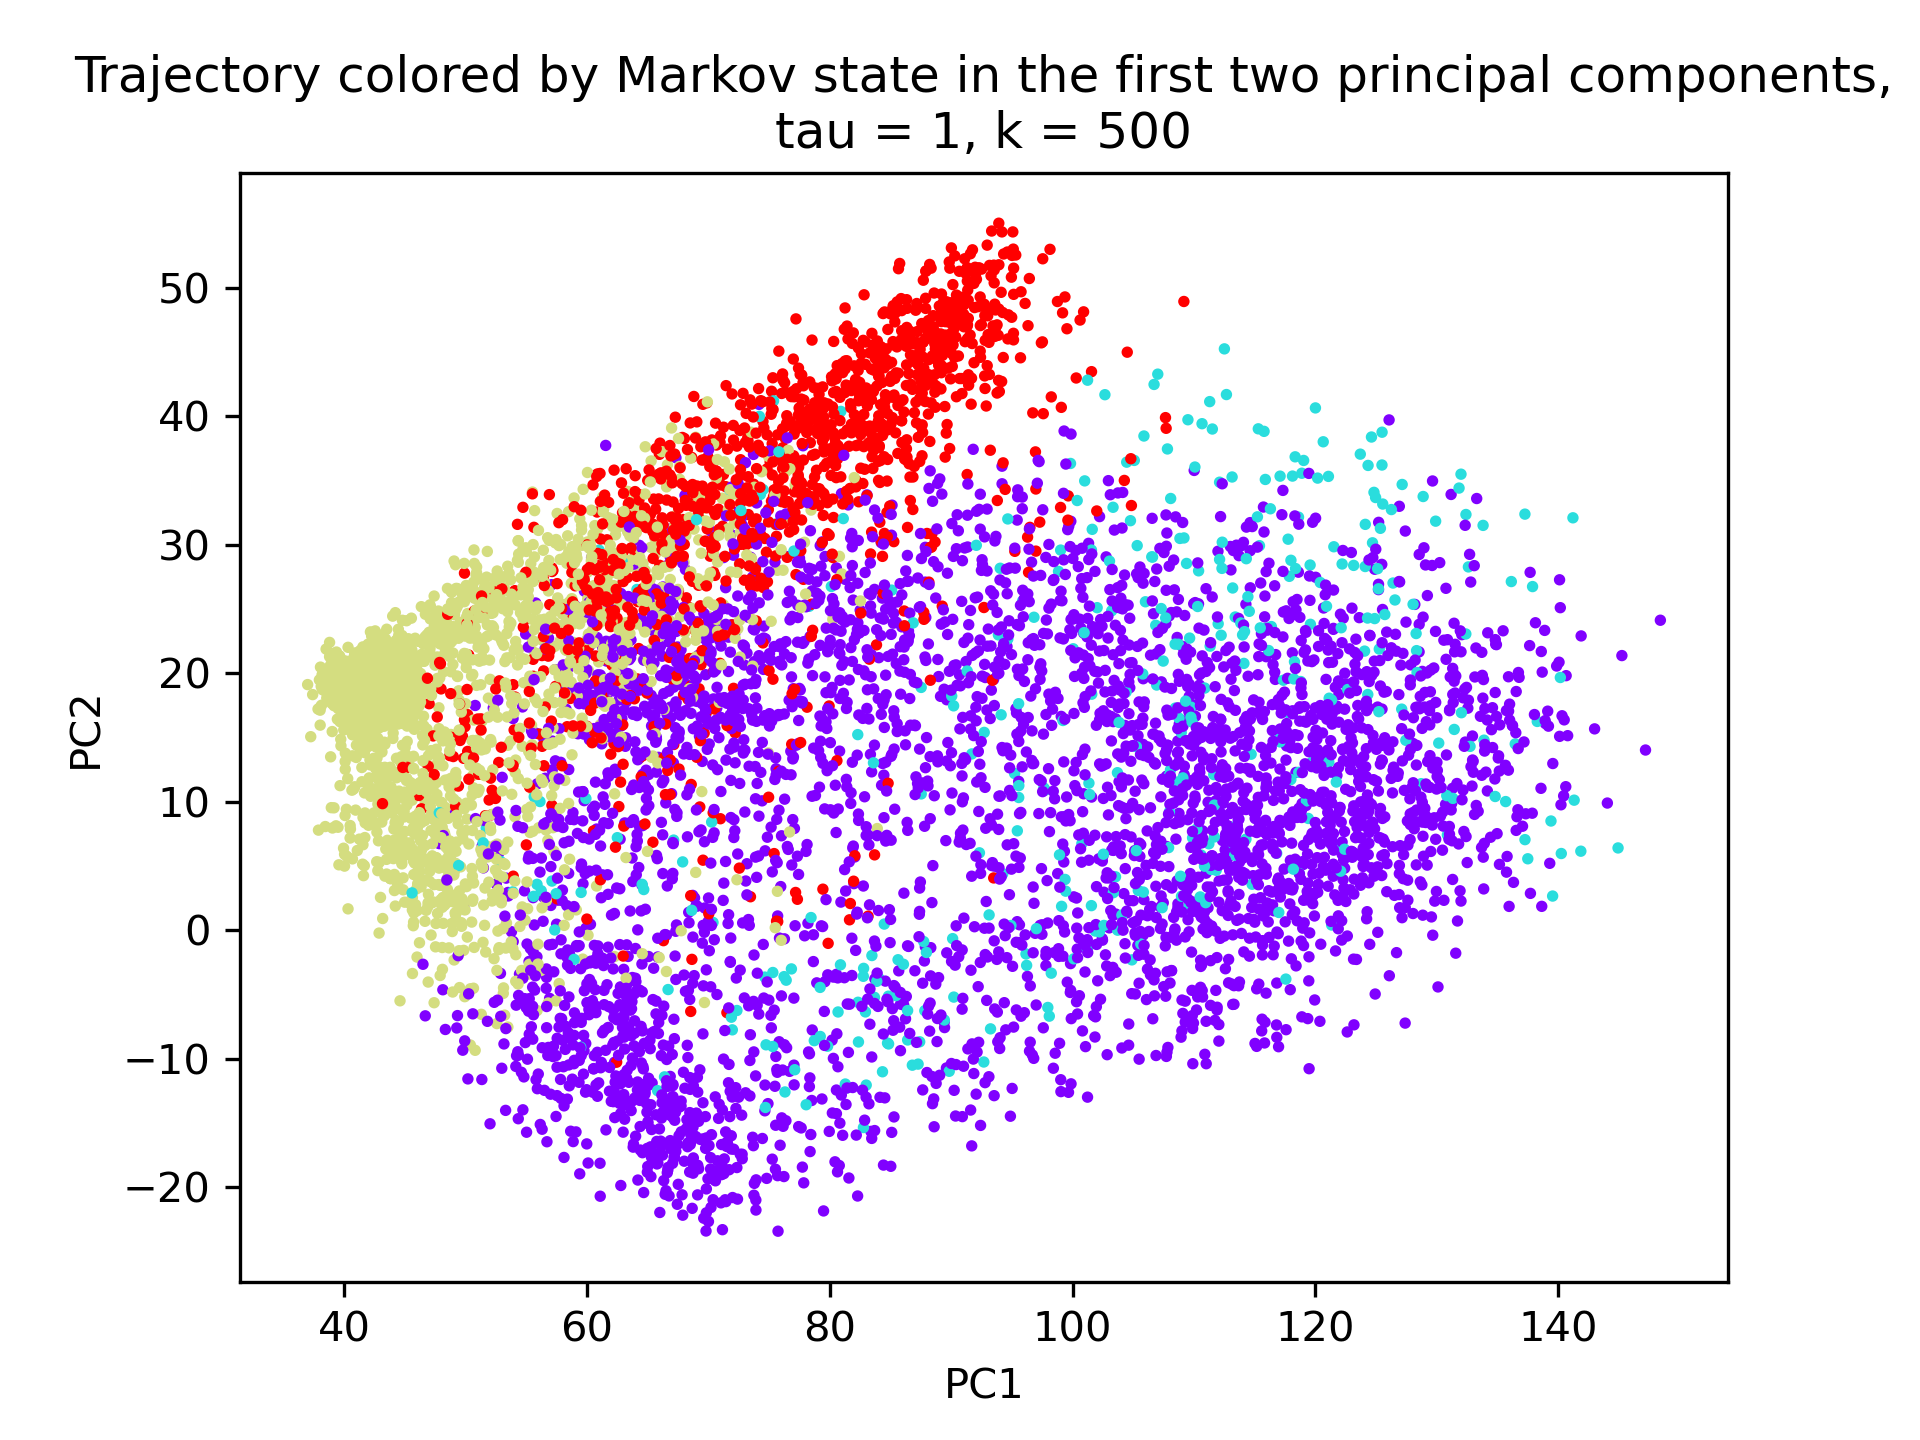 Trajectory colored by Markov state in the first two principal components,
tau = 1, k = 500
50
40
30
20
10
0
−10
−20
PC2
40 60 80 100 120 140
PC1